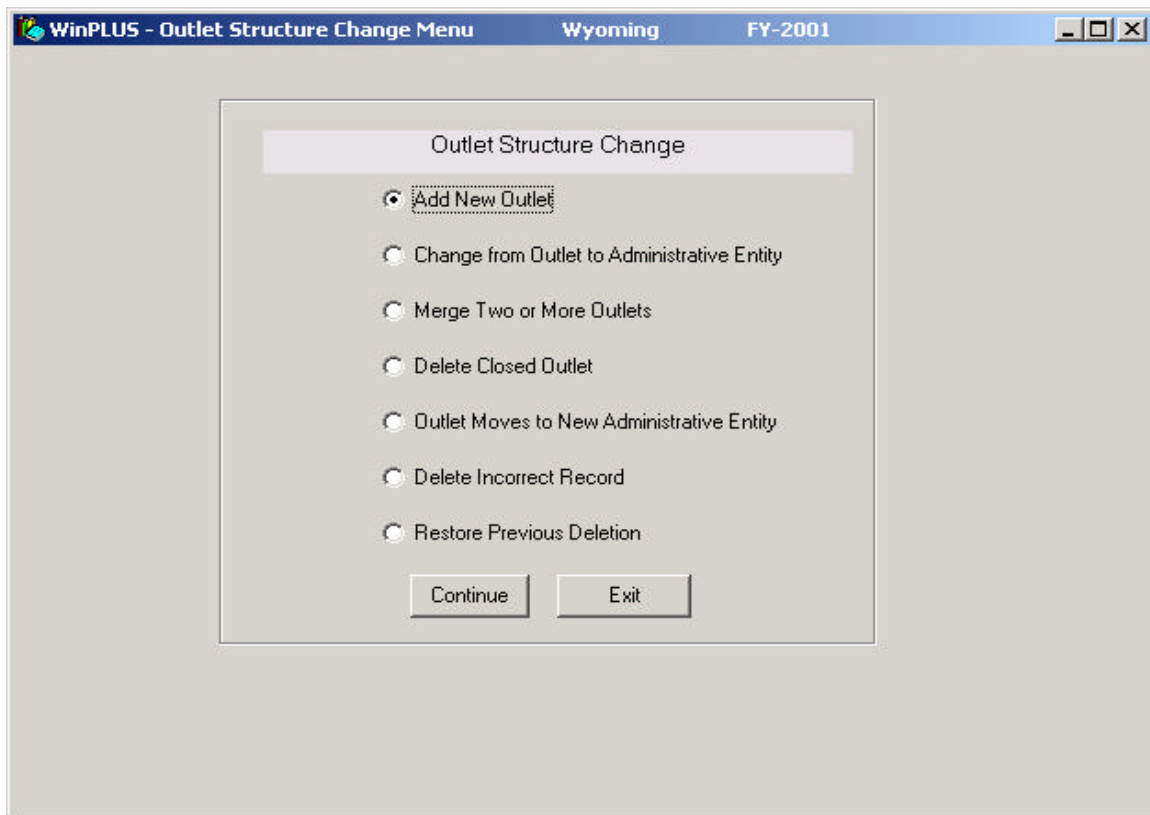 WinPLUS - Outlet Structure Change Menu Wyoming FY-2001
Outlet Structure Change
Add New Outlet
Change from Outlet to Administrative Entity
Merge Two or More Outlets
Delete Closed Outlet
Outlet Moves to New Administrative Entity
Delete Incorrect Record
Restore Previous Deletion
Continue Exit